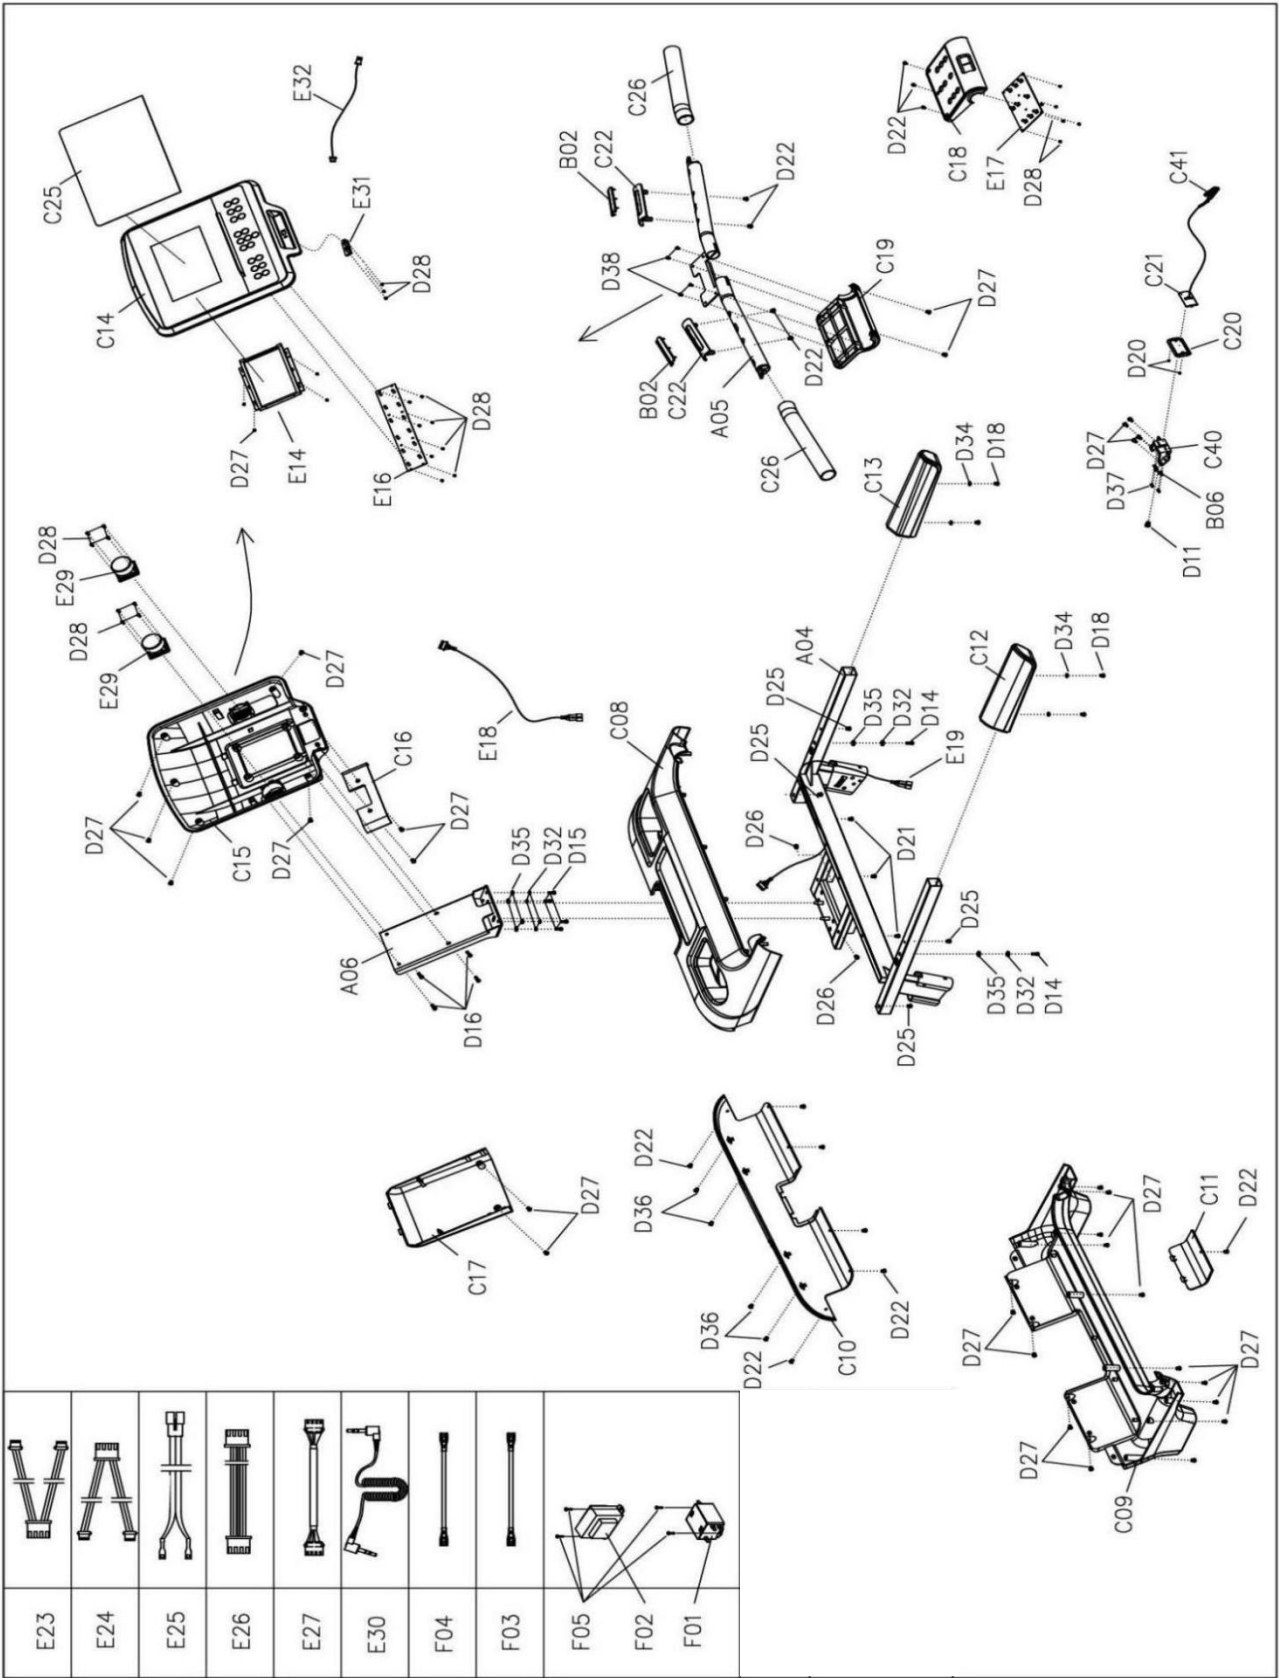 C25
E32
C14
E31
D28
D27
E14
E16
D28
C26
B02
C22
D22
D38
C19
D27
B02
C22
A05
D22
C26
D22
C18
E17
D28
C41
C21
C20
D20
D27
C40
D37
B06
D11
D28
E29
D28
E29
D27
D27
C15
D27
C16
D27
E18
A06
D16
D35
D32
D15
C08
C13
D34
D18
A04
D25
D35
D32
D14
D25
E19
D26
D21
C12
D34
D18
D26
D25
D25
D35
D32
D14
C17
D27
D22
D36
D36
D22
C10
D22
C11
D22
D27
D27
D27
D27
C09
E23
E24
E25
E26
E27
E30
F04
F03
F05
F02
F01